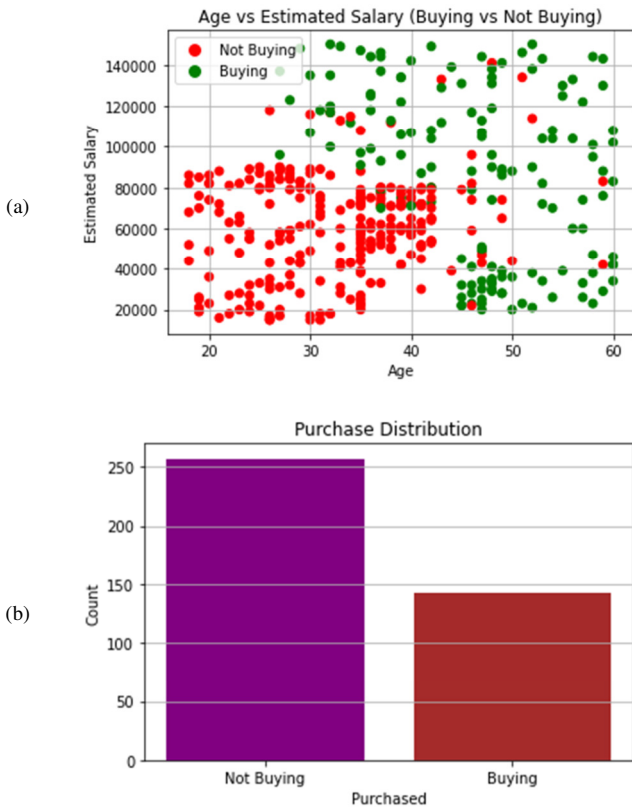 Age vs Estimated Salary (Buying vs Not Buying)
Not Buying
Buying
140000
120000
100000
80000
60000
40000
20000
Estimated Salary
20 30 40 50 60
Age
(a)
Purchase Distribution
250
200
150
100
50
0
Count
Not Buying Buying
Purchased
(b)